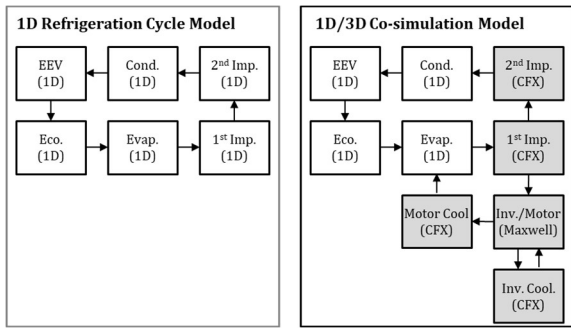 1D Refrigeration Cycle Model
EEV
(1D)
Cond.
(1D)
2nd Imp.
(1D)
Eco.
(1D)
Evap.
(1D)
1st Imp.
(1D)
1D/3D Co-simulation Model
EEV
(1D)
Cond.
(1D)
2nd Imp.
(CFX)
Eco.
(1D)
Evap.
(1D)
1st Imp.
(CFX)
Motor Cool
(CFX)
Inv./Motor
(Maxwell)
Inv. Cool.
(CFX)